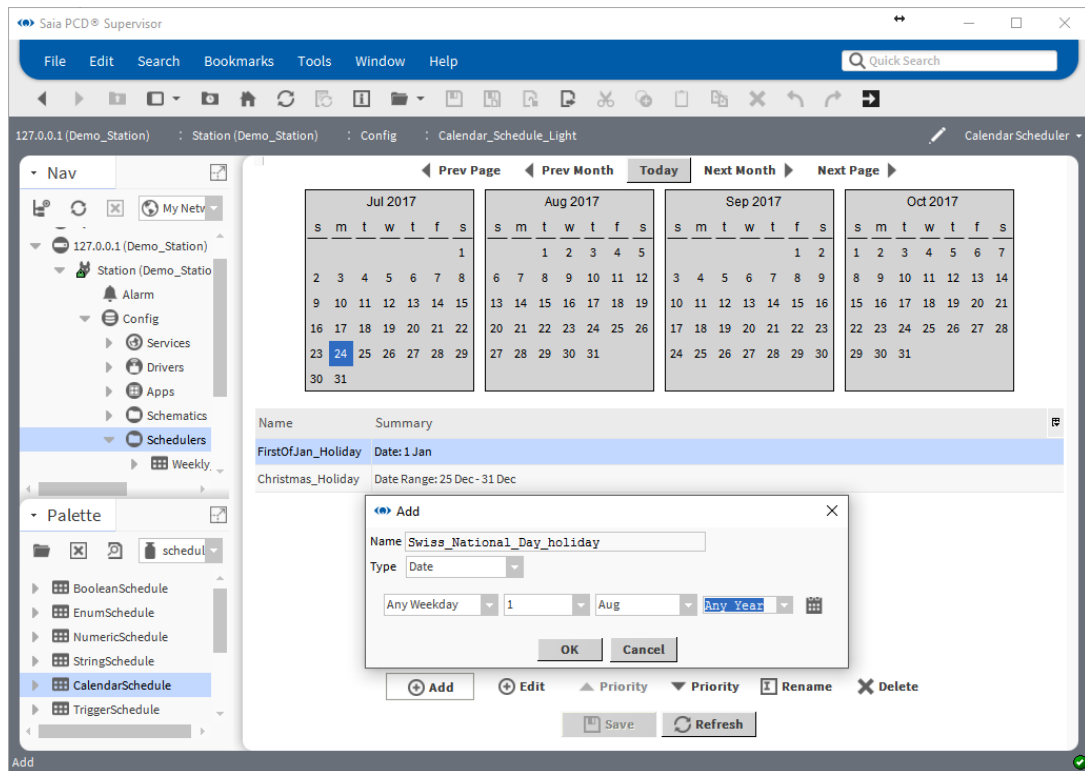 Saia PCD® Supervisor
File Edit Search Bookmarks Tools Window Help Quick Search
127.0.0.1 (Demo_Station) : Station (Demo_Station) : Config : Calendar_Schedule_Light Calendar Scheduler
Nav
My Netv
127.0.0.1 (Demo_Station)
Station (Demo_Statio
Alarm
Config
Services
Drivers
Apps
Schematics
Schedulers
Weekly_
Palette
schedul
BooleanSchedule
EnumSchedule
NumericSchedule
StringSchedule
CalendarSchedule
TriggerSchedule
Prev Page Prev Month Today Next Month Next Page
Jul 2017
s m t w t f s
1
2 3 4 5 6 7 8
9 10 11 12 13 14 15
16 17 18 19 20 21 22
23 24 25 26 27 28 29
30 31
Aug 2017
s m t w t f s
1 2 3 4 5
6 7 8 9 10 11 12
13 14 15 16 17 18 19
20 21 22 23 24 25 26
27 28 29 30 31
Sep 2017
s m t w t f s
1 2
3 4 5 6 7 8 9
10 11 12 13 14 15 16
17 18 19 20 21 22 23
24 25 26 27 28 29 30
Oct 2017
s m t w t f s
1 2 3 4 5 6 7
8 9 10 11 12 13 14
15 16 17 18 19 20 21
22 23 24 25 26 27 28
29 30 31
Name Summary
FirstOfJan_Holiday Date: 1 Jan
Christmas_Holiday Date Range: 25 Dec - 31 Dec
Add
Name Swiss_National_Day_holiday
Type Date
Any Weekday 1 Aug Any Year
OK Cancel
Add Edit Priority Priority Rename Delete
Save Refresh
Add